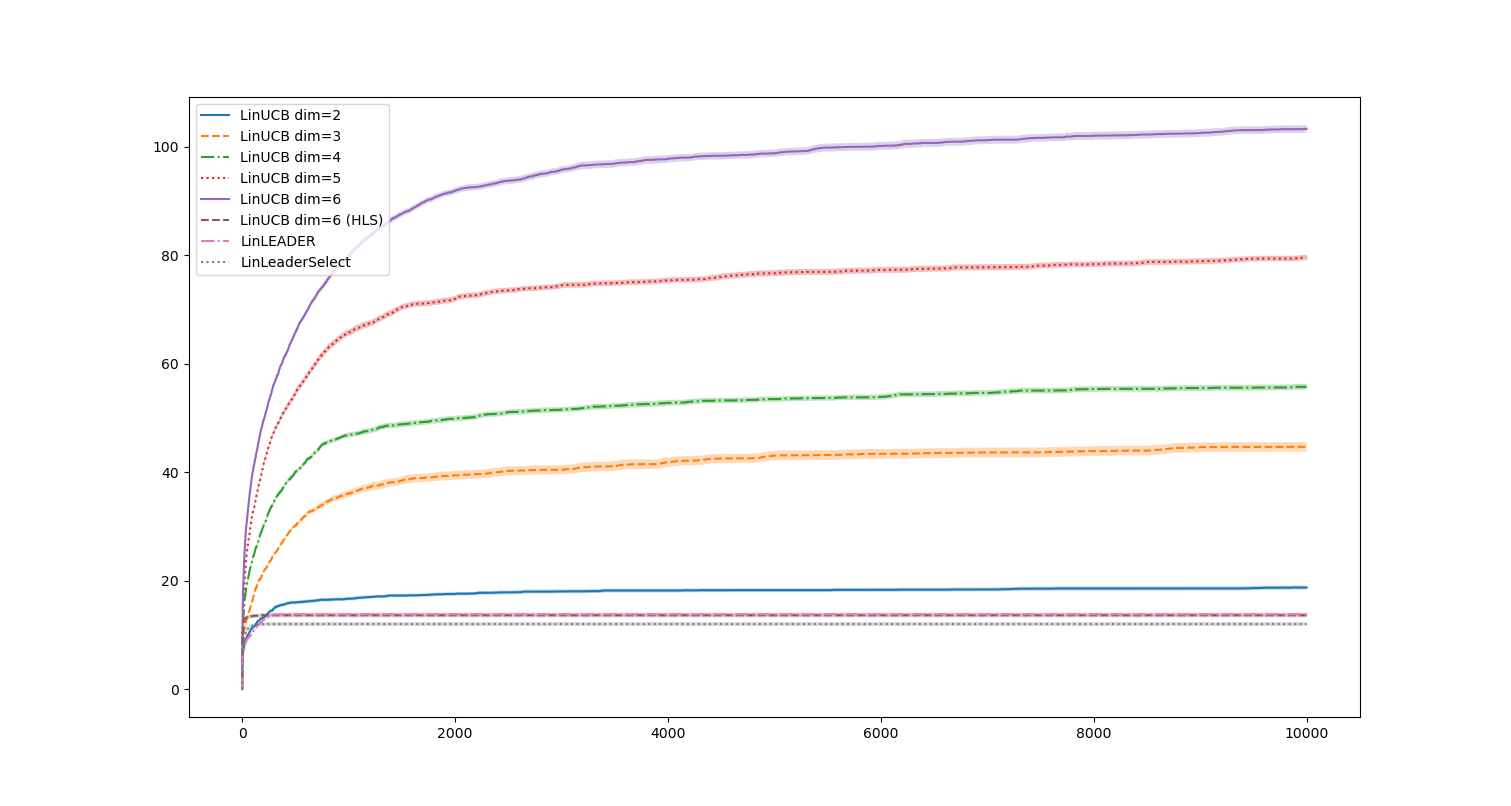 LinUCB dim=2
LinUCB dim=3
LinUCB dim=4
LinUCB dim=5
LinUCB dim=6
LinUCB dim=6 (HLS)
LinLEADER
LinLeaderSelect
100
80
60
40
20
0
0 2000 4000 6000 8000 10000